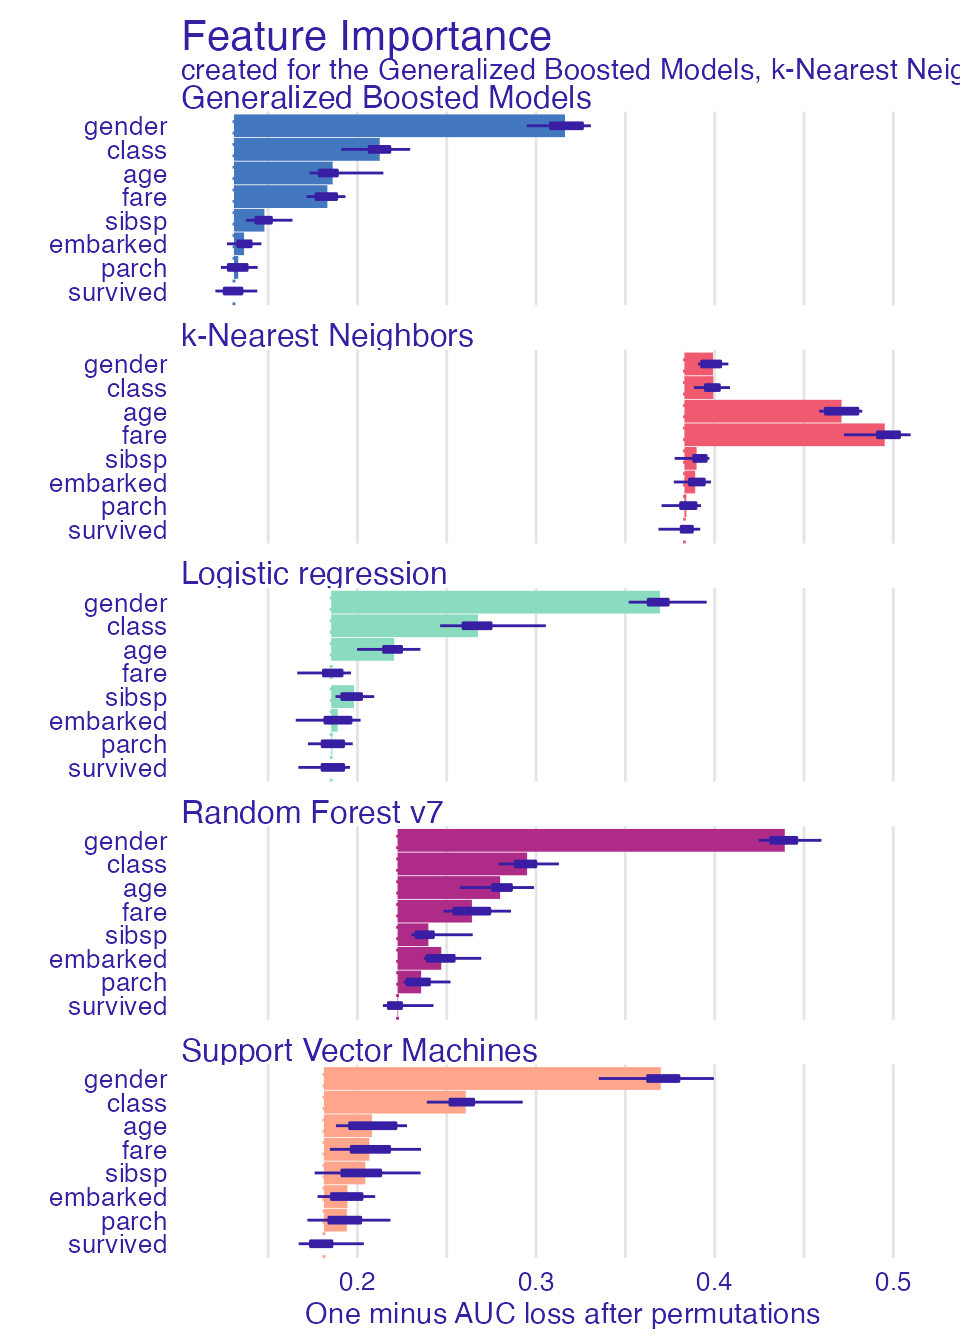 Feature Importance
created for the Generalized Boosted Models, k-Nearest Neig
Generalized Boosted Models
gender
class
age
fare
sibsp
embarked
parch
survived
k-Nearest Neighbors
gender
class
age
fare
sibsp
embarked
parch
survived
Logistic regression
gender
class
age
fare
sibsp
embarked
parch
survived
Random Forest v7
gender
class
age
fare
sibsp
embarked
parch
survived
Support Vector Machines
gender
class
age
fare
sibsp
embarked
parch
survived
0.2 0.3 0.4 0.5
One minus AUC loss after permutations